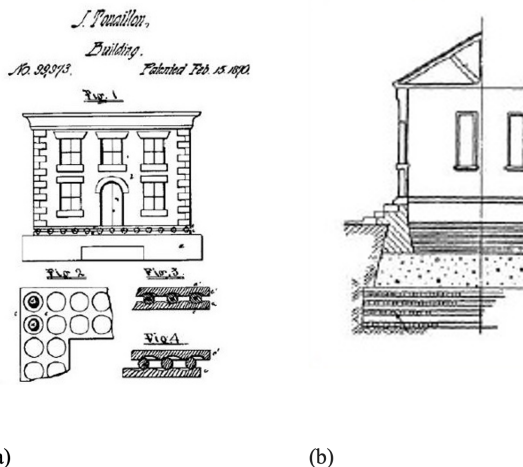 J. Touaillon,
Building.
No. 99,973. Patented Feb. 15. 1870.
Fig. 1
Fig. 2
Fig. 3
Fig. 4
a)
(b)